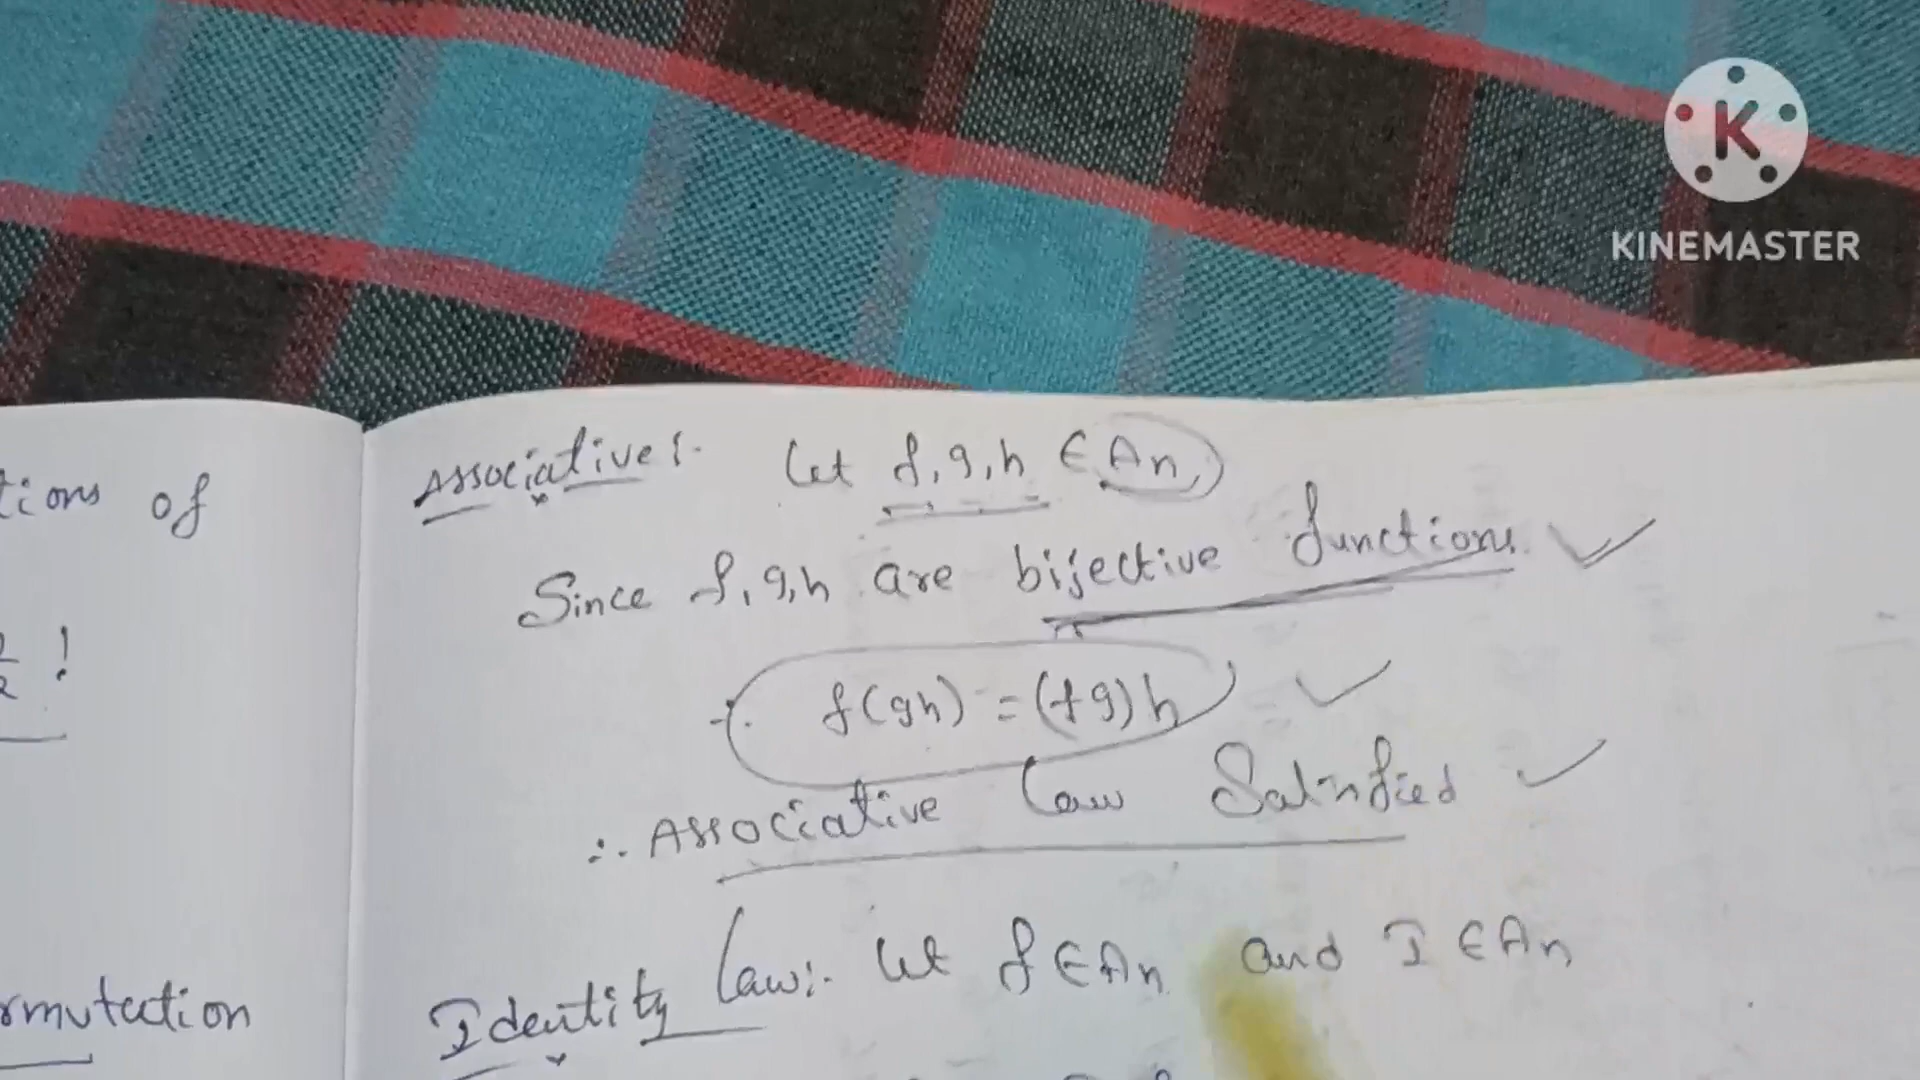 K
KINEMASTER
tions of
!
rmutation
Associative:- Let f, g, h ∈ An,
Since f, g, h are bijective functions.
∴ f(gh) = (fg)h
∴ Associative Law Satisfied
Identity Law:- Let f ∈ An and I ∈ An